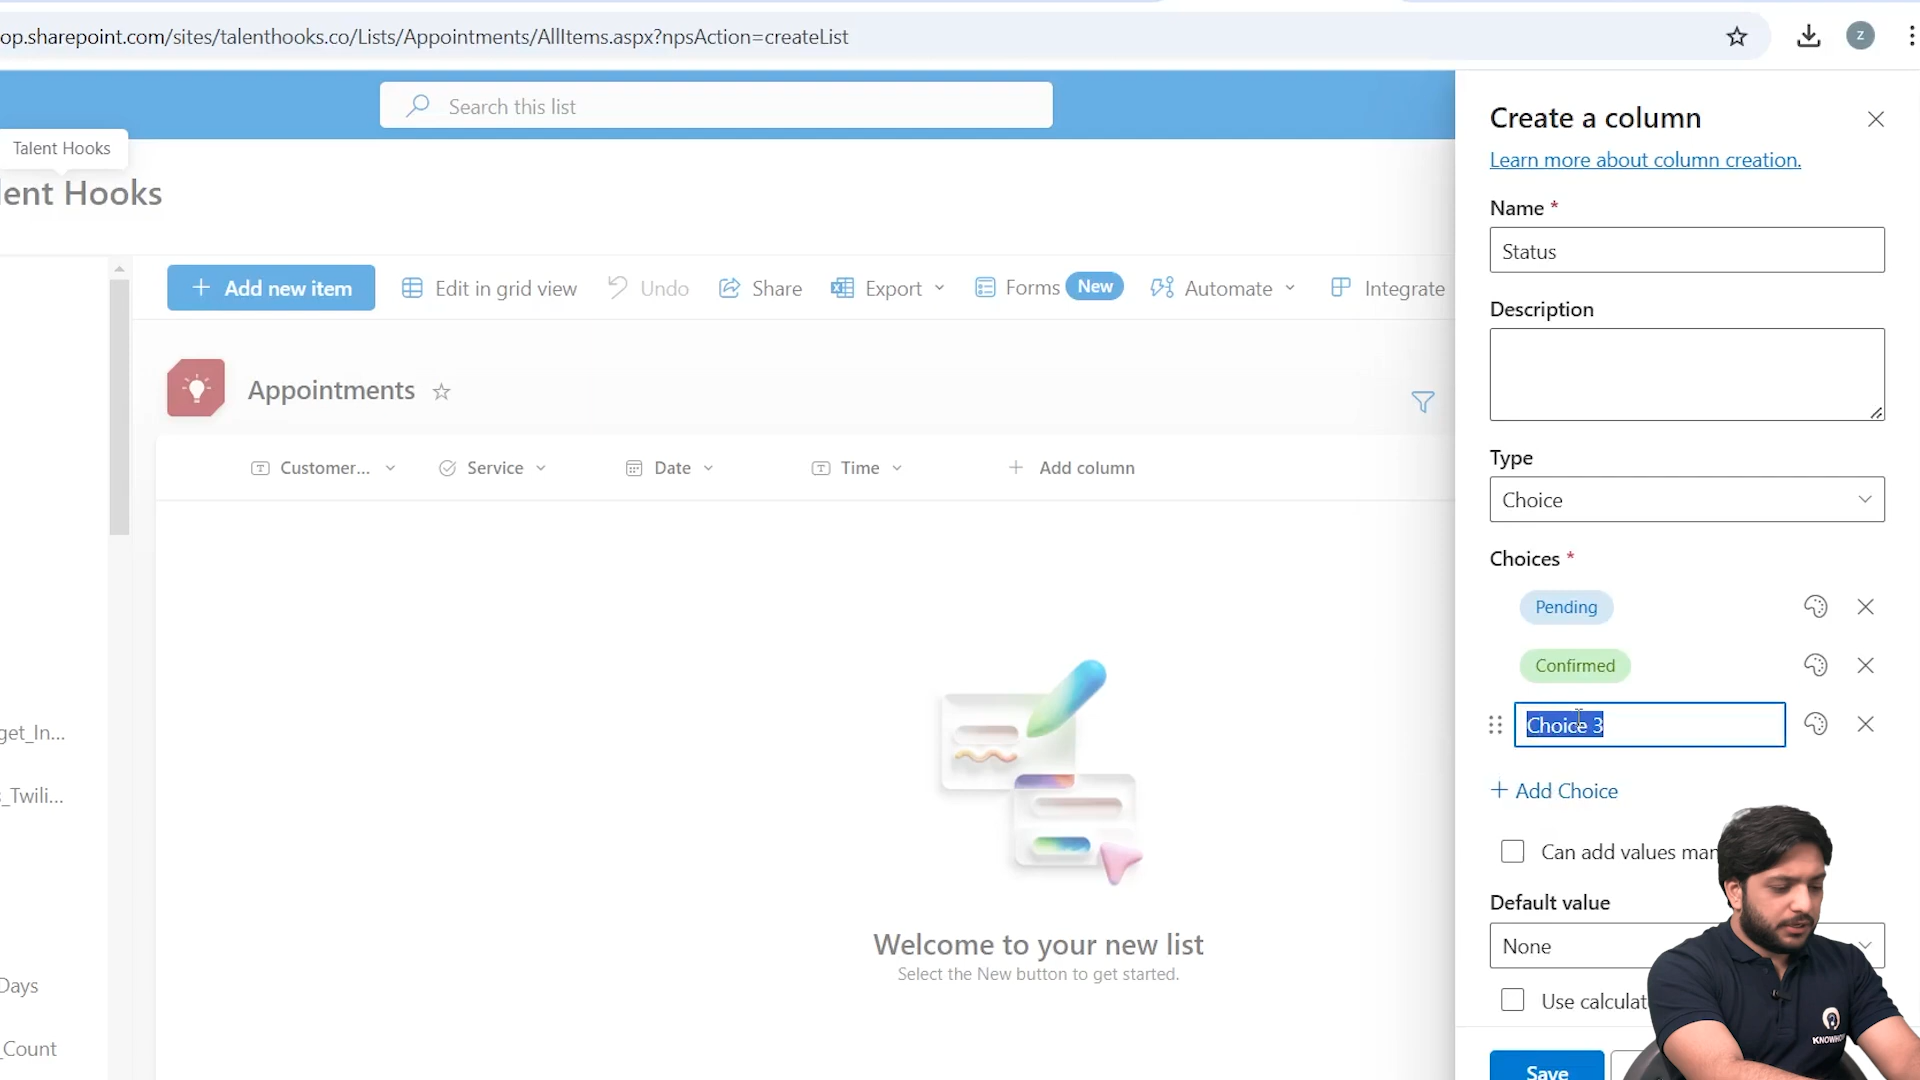 op.sharepoint.com/sites/talenthooks.co/Lists/Appointments/AllItems.aspx?npsAction=createList
z
Search this list
Talent Hooks
lent Hooks
Add new item
Edit in grid view
Undo
Share
Export
Forms
New
Automate
Integrate
Appointments
Customer...
Service
Date
Time
Add column
get_In...
s_Twili...
Days
_Count
Welcome to your new list
Select the New button to get started.
Create a column
Learn more about column creation.
Name *
Status
Description
Type
Choice
Choices *
Pending
Confirmed
Choice 3
+ Add Choice
Can add values man
Default value
None
Use calculat
Save